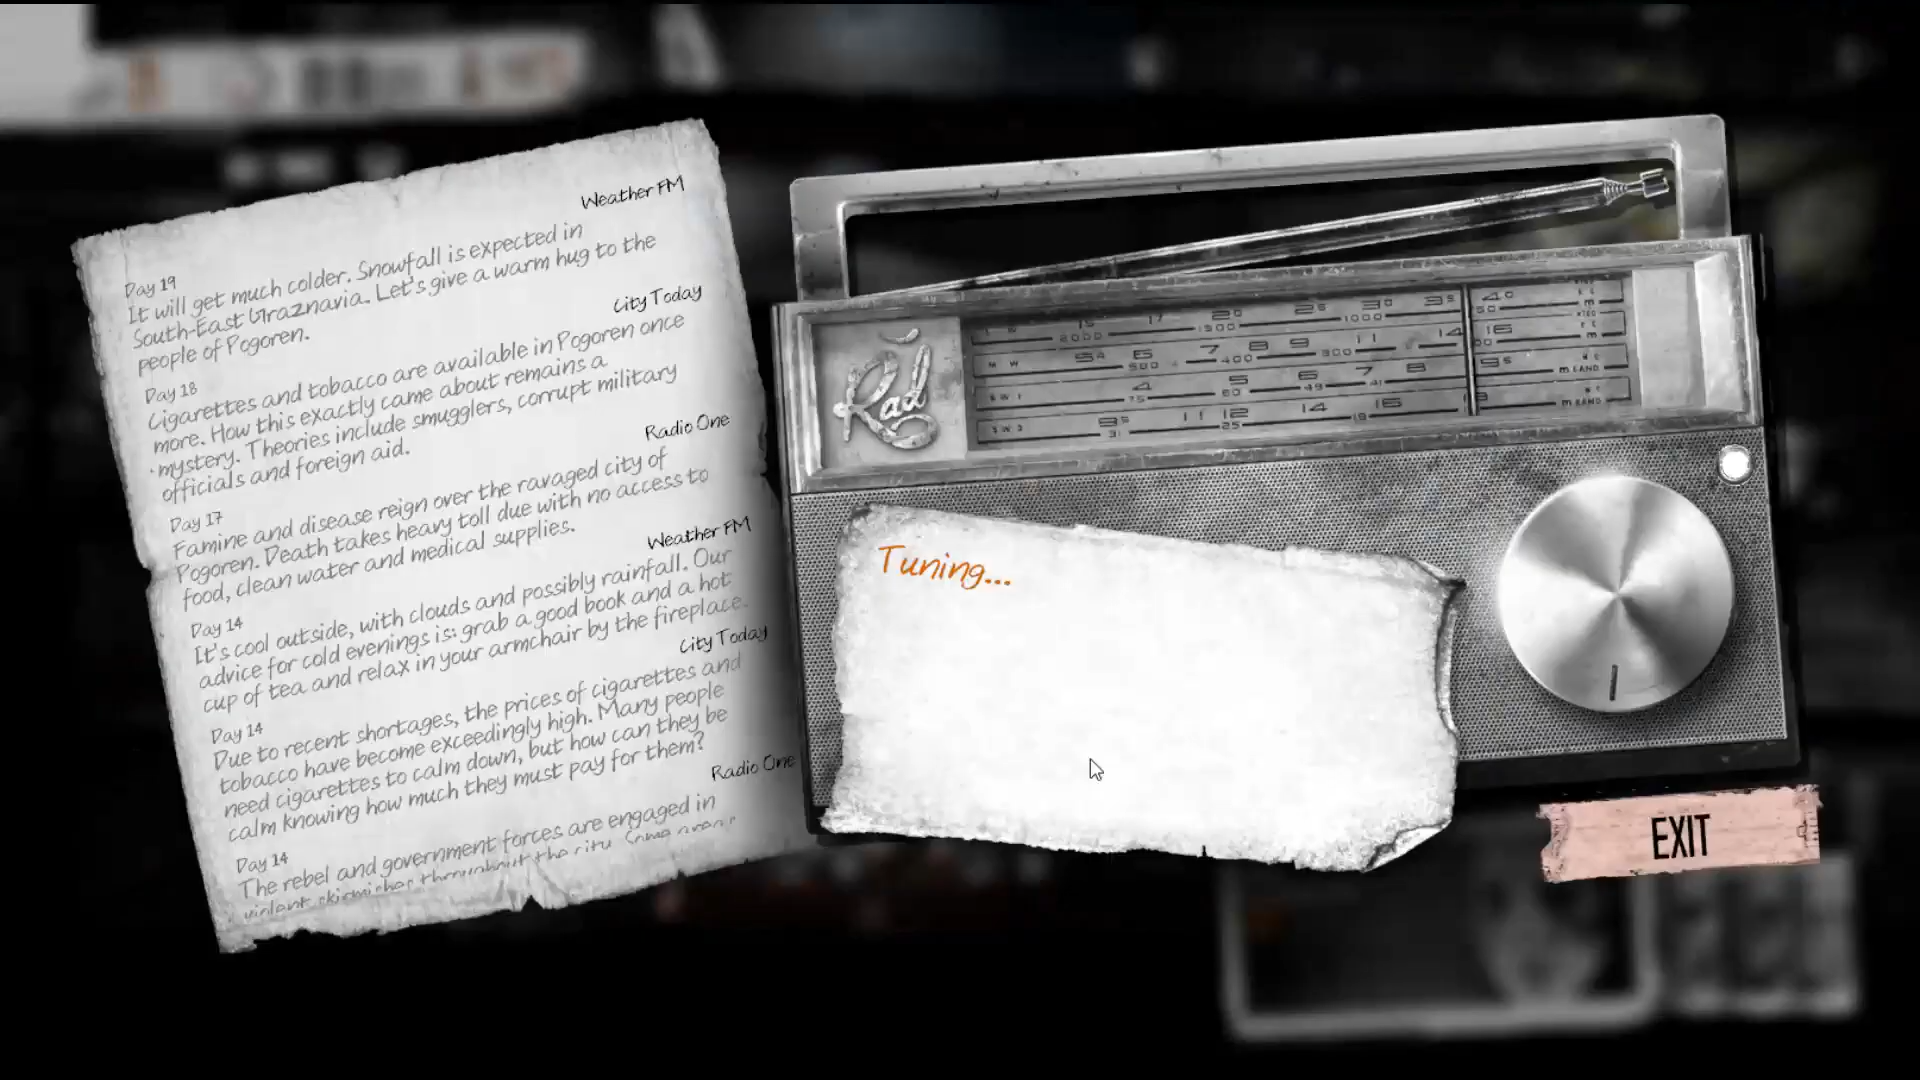 Weather FM
Day 19
It will get much colder. Snowfall is expected in
South-East Graznavia. Let's give a warm hug to the
people of Pogoren.
City Today
Day 18
Cigarettes and tobacco are available in Pogoren once
more. How this exactly came about remains a
mystery. Theories include smugglers, corrupt military
officials and foreign aid.
Radio One
Day 17
Famine and disease reign over the ravaged city of
Pogoren. Death takes heavy toll due with no access to
food, clean water and medical supplies.
Weather FM
Day 14
It's cool outside, with clouds and possibly rainfall. Our
advice for cold evenings is: grab a good book and a hot
cup of tea and relax in your armchair by the fireplace.
City Today
Day 14
Due to recent shortages, the prices of cigarettes and
tobacco have become exceedingly high. Many people
need cigarettes to calm down, but how can they be
calm knowing how much they must pay for them?
Radio One
Day 14
The rebel and government forces are engaged in
violent skirmishes throughout the city. Some
Rad
Tuning...
EXIT